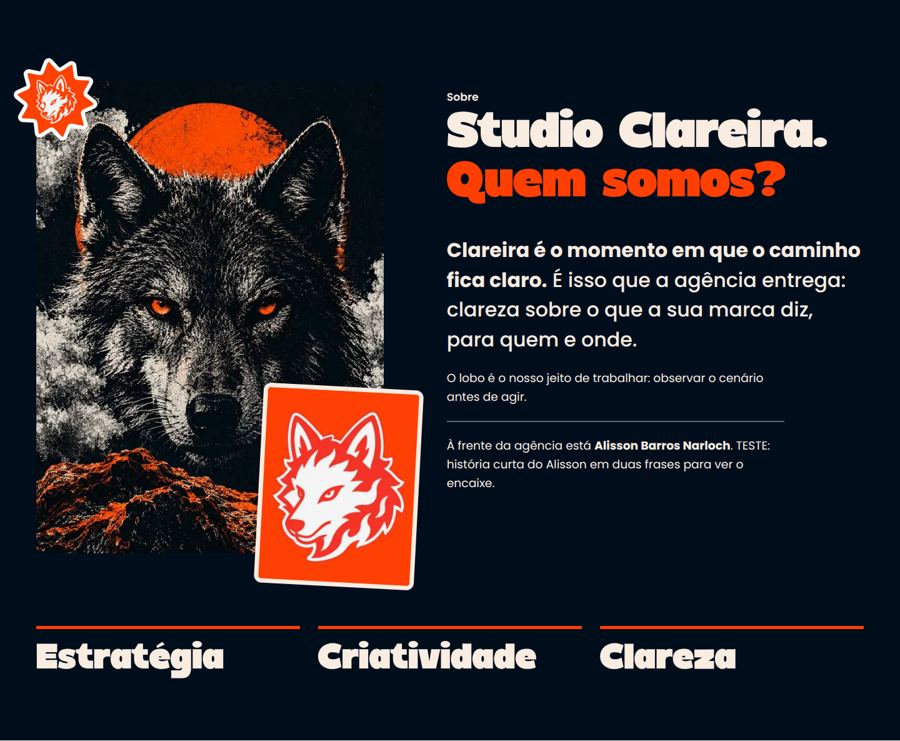 Sobre
Studio Clareira.
Quem somos?
Clareira é o momento em que o caminho
fica claro. É isso que a agência entrega:
clareza sobre o que a sua marca diz,
para quem e onde.
O lobo é o nosso jeito de trabalhar: observar o cenário
antes de agir.
À frente da agência está Alisson Barros Narloch. TESTE:
história curta do Alisson em duas frases para ver o
encaixe.
Estratégia
Criatividade
Clareza